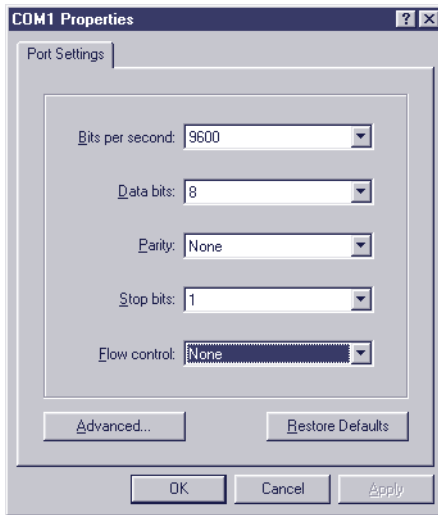 COM1 Properties
Port Settings
Bits per second: 9600
Data bits: 8
Parity: None
Stop bits: 1
Flow control: None
Advanced... Restore Defaults
OK Cancel Apply